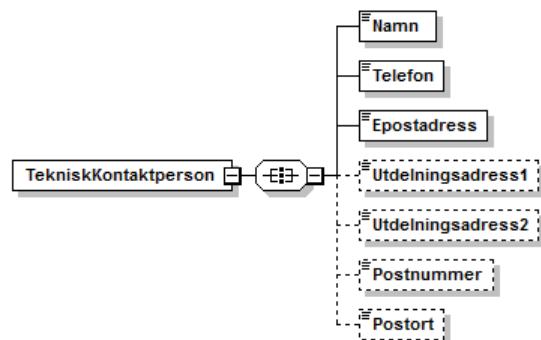 Namn
Telefon
Epostadress
TekniskKontaktperson
Utdelningsadress1
Utdelningsadress2
Postnummer
Postort